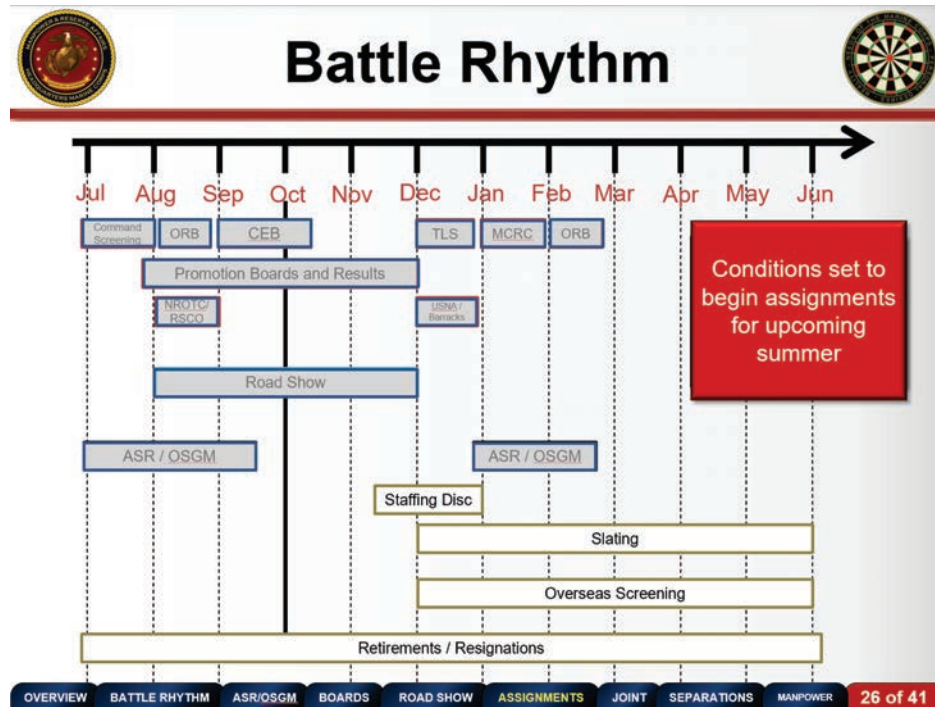 Battle Rhythm
Jul Aug Sep Oct Nov Dec Jan Feb Mar Apr May Jun
Command
Screening
ORB
CEB
TLS
MCRC
ORB
Promotion Boards and Results
NROTC/
RSCO
USNA /
Barracks
Road Show
ASR / OSGM
ASR / OSGM
Staffing Disc
Slating
Overseas Screening
Retirements / Resignations
Conditions set to
begin assignments
for upcoming
summer
OVERVIEW BATTLE RHYTHM ASR/OSGM BOARDS ROAD SHOW ASSIGNMENTS JOINT SEPARATIONS MANPOWER 26 of 41